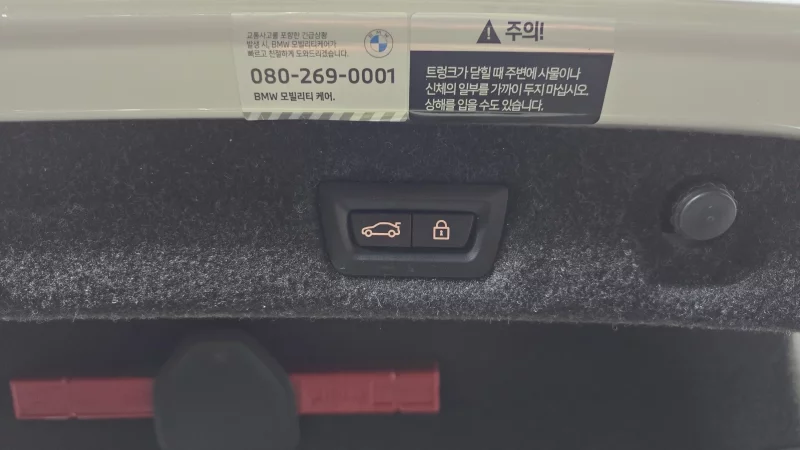 교통사고를 포함한 긴급상황
발생 시, BMW 모빌리티케어가
빠르고 친절하게 도와드리겠습니다.
080-269-0001
BMW 모빌리티 케어.
주의!
트렁크가 닫힐 때 주변에 사물이나
신체의 일부를 가까이 두지 마십시오.
상해를 입을 수도 있습니다.